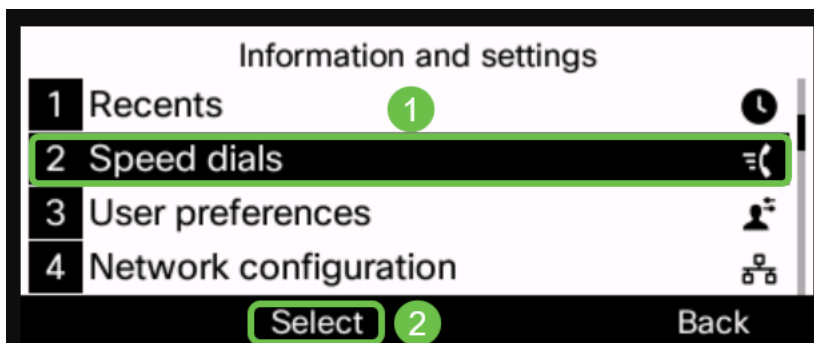 Information and settings
1 Recents 1
2 Speed dials
3 User preferences
4 Network configuration
Select 2 Back